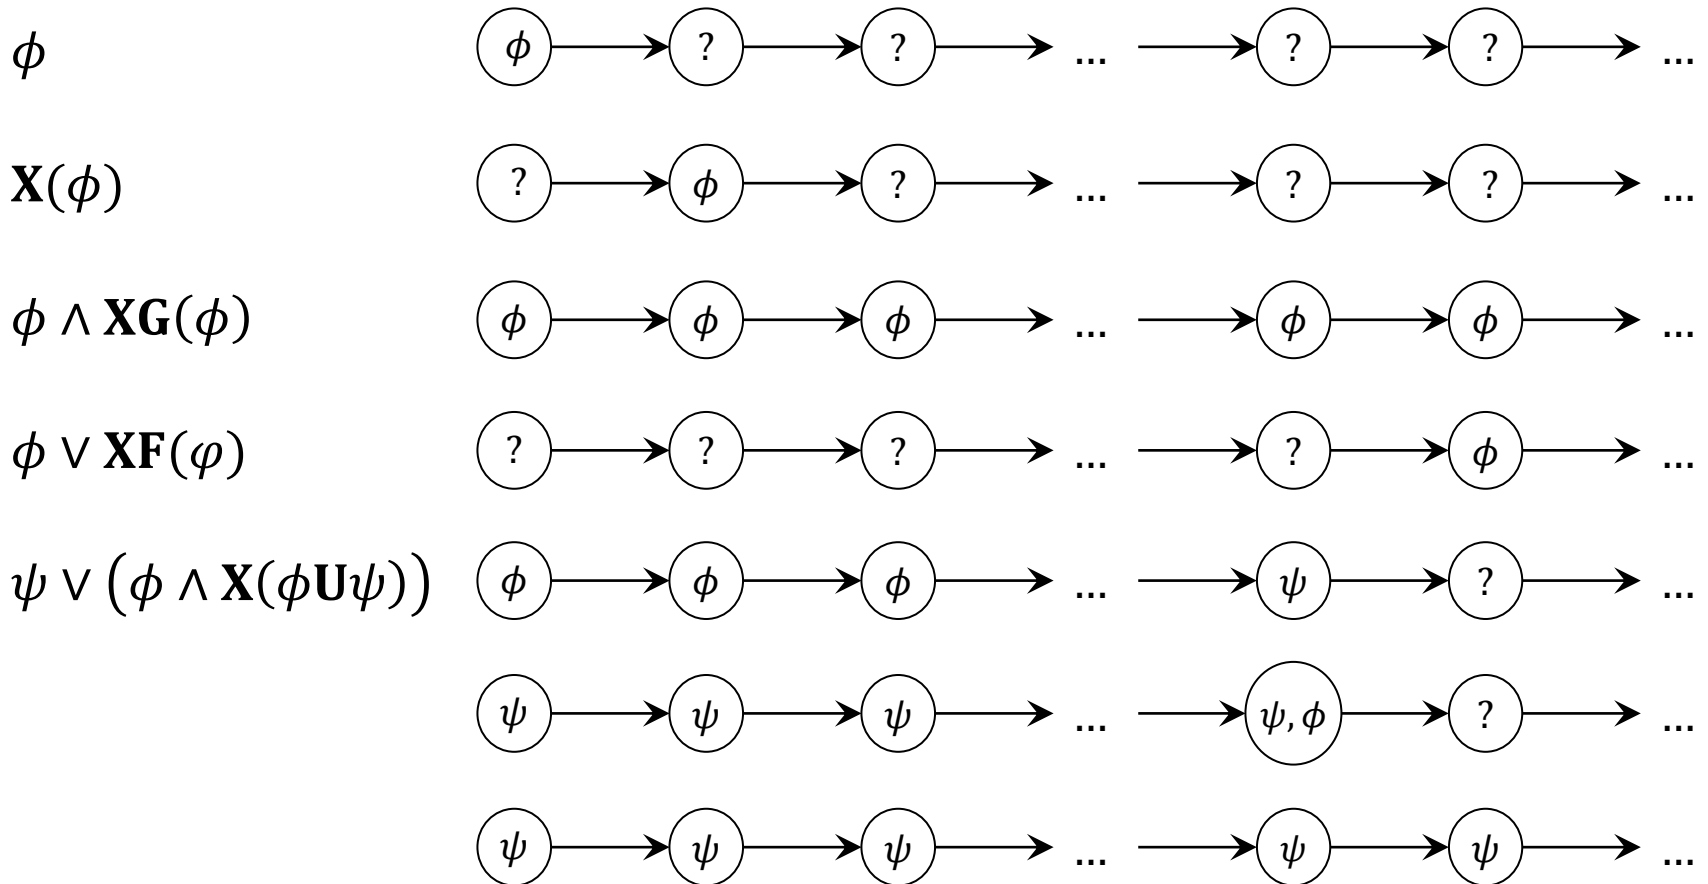 ϕ ϕ ? ? ... ? ? ...
𝐗(ϕ) ? ϕ ? ... ? ? ...
ϕ ∧ 𝐗𝐆(ϕ) ϕ ϕ ϕ ... ϕ ϕ ...
ϕ ∨ 𝐗𝐅(φ) ? ? ? ... ? ϕ ...
ψ ∨ (ϕ ∧ 𝐗(ϕ𝐔ψ)) ϕ ϕ ϕ ... ψ ? ...
ψ ψ ψ ... ψ, ϕ ? ...
ψ ψ ψ ... ψ ψ ...